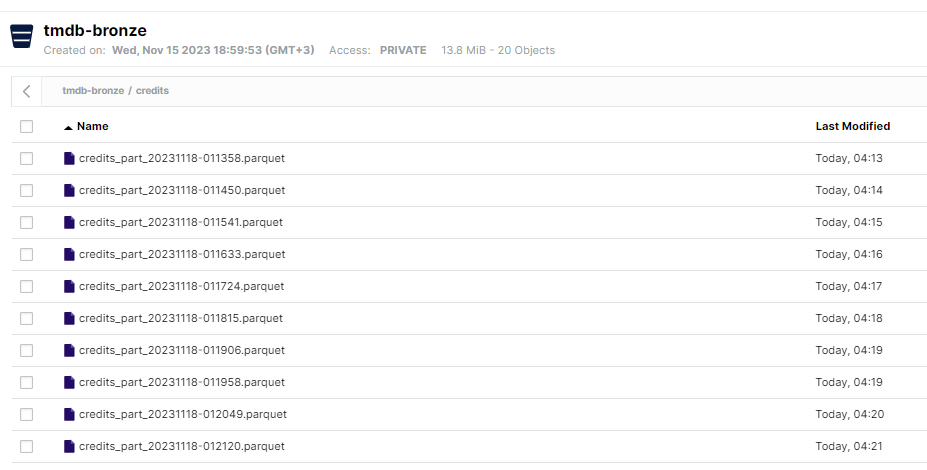 tmdb-bronze
Created on: Wed, Nov 15 2023 18:59:53 (GMT+3) Access: PRIVATE 13.8 MiB - 20 Objects
tmdb-bronze / credits
Name Last Modified
credits_part_20231118-011358.parquet Today, 04:13
credits_part_20231118-011450.parquet Today, 04:14
credits_part_20231118-011541.parquet Today, 04:15
credits_part_20231118-011633.parquet Today, 04:16
credits_part_20231118-011724.parquet Today, 04:17
credits_part_20231118-011815.parquet Today, 04:18
credits_part_20231118-011906.parquet Today, 04:19
credits_part_20231118-011958.parquet Today, 04:19
credits_part_20231118-012049.parquet Today, 04:20
credits_part_20231118-012120.parquet Today, 04:21